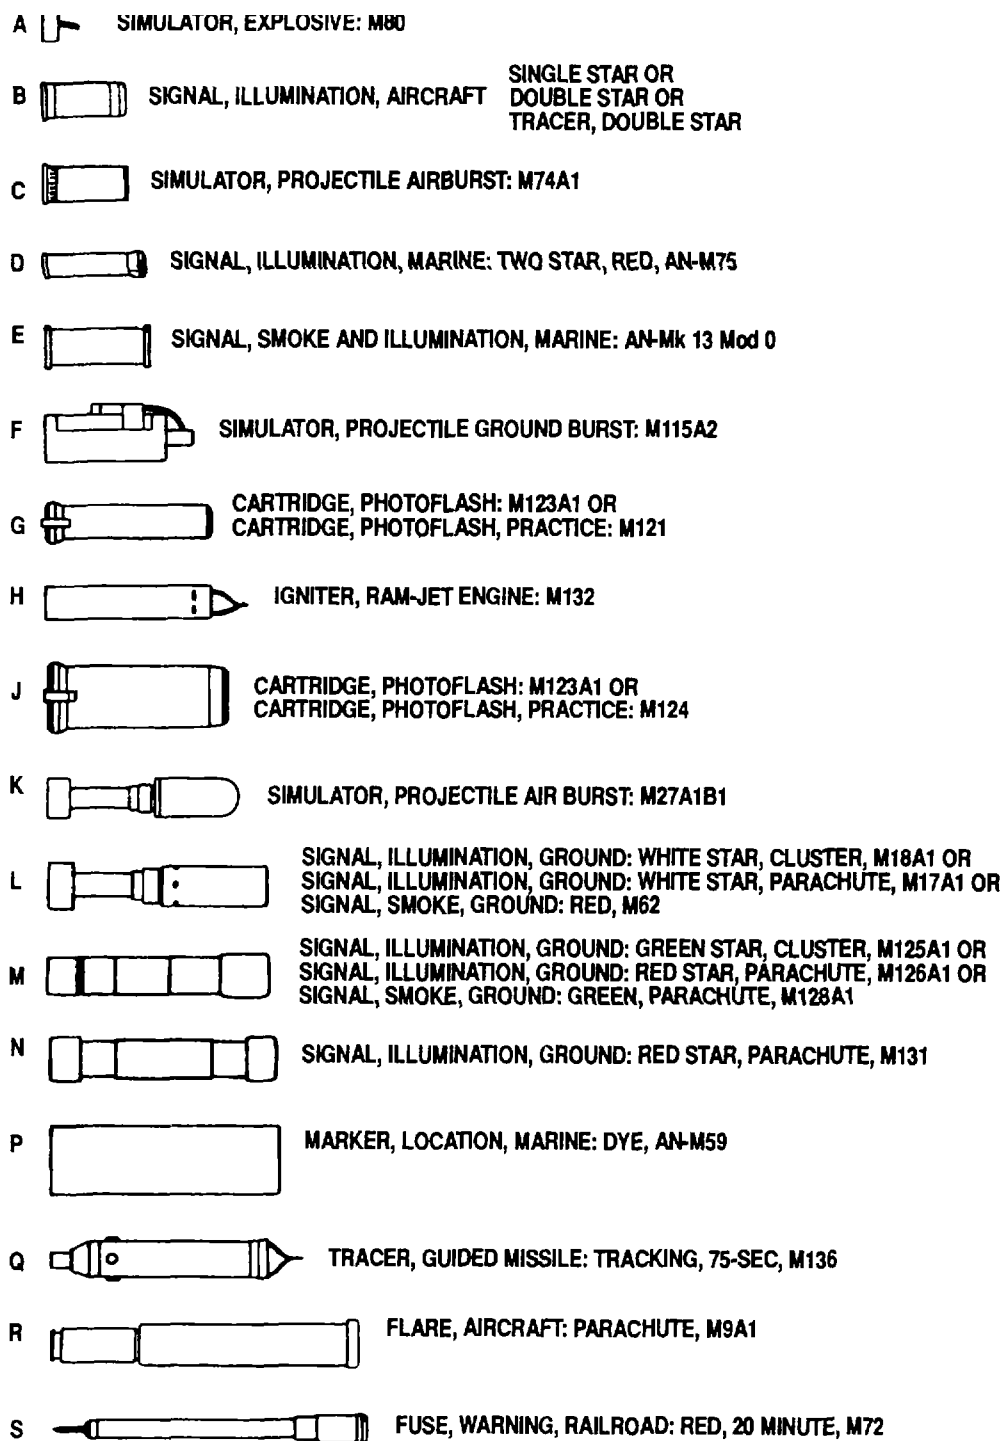 A SIMULATOR, EXPLOSIVE: M80
B SIGNAL, ILLUMINATION, AIRCRAFT
SINGLE STAR OR
DOUBLE STAR OR
TRACER, DOUBLE STAR
C SIMULATOR, PROJECTILE AIRBURST: M74A1
D SIGNAL, ILLUMINATION, MARINE: TWO STAR, RED, AN-M75
E SIGNAL, SMOKE AND ILLUMINATION, MARINE: AN-Mk 13 Mod 0
F SIMULATOR, PROJECTILE GROUND BURST: M115A2
G CARTRIDGE, PHOTOFLASH: M123A1 OR
CARTRIDGE, PHOTOFLASH, PRACTICE: M121
H IGNITER, RAM-JET ENGINE: M132
J CARTRIDGE, PHOTOFLASH: M123A1 OR
CARTRIDGE, PHOTOFLASH, PRACTICE: M124
K SIMULATOR, PROJECTILE AIR BURST: M27A1B1
L SIGNAL, ILLUMINATION, GROUND: WHITE STAR, CLUSTER, M18A1 OR
SIGNAL, ILLUMINATION, GROUND: WHITE STAR, PARACHUTE, M17A1 OR
SIGNAL, SMOKE, GROUND: RED, M62
M SIGNAL, ILLUMINATION, GROUND: GREEN STAR, CLUSTER, M125A1 OR
SIGNAL, ILLUMINATION, GROUND: RED STAR, PARACHUTE, M126A1 OR
SIGNAL, SMOKE, GROUND: GREEN, PARACHUTE, M128A1
N SIGNAL, ILLUMINATION, GROUND: RED STAR, PARACHUTE, M131
P MARKER, LOCATION, MARINE: DYE, AN-M59
Q TRACER, GUIDED MISSILE: TRACKING, 75-SEC, M136
R FLARE, AIRCRAFT: PARACHUTE, M9A1
S FUSE, WARNING, RAILROAD: RED, 20 MINUTE, M72